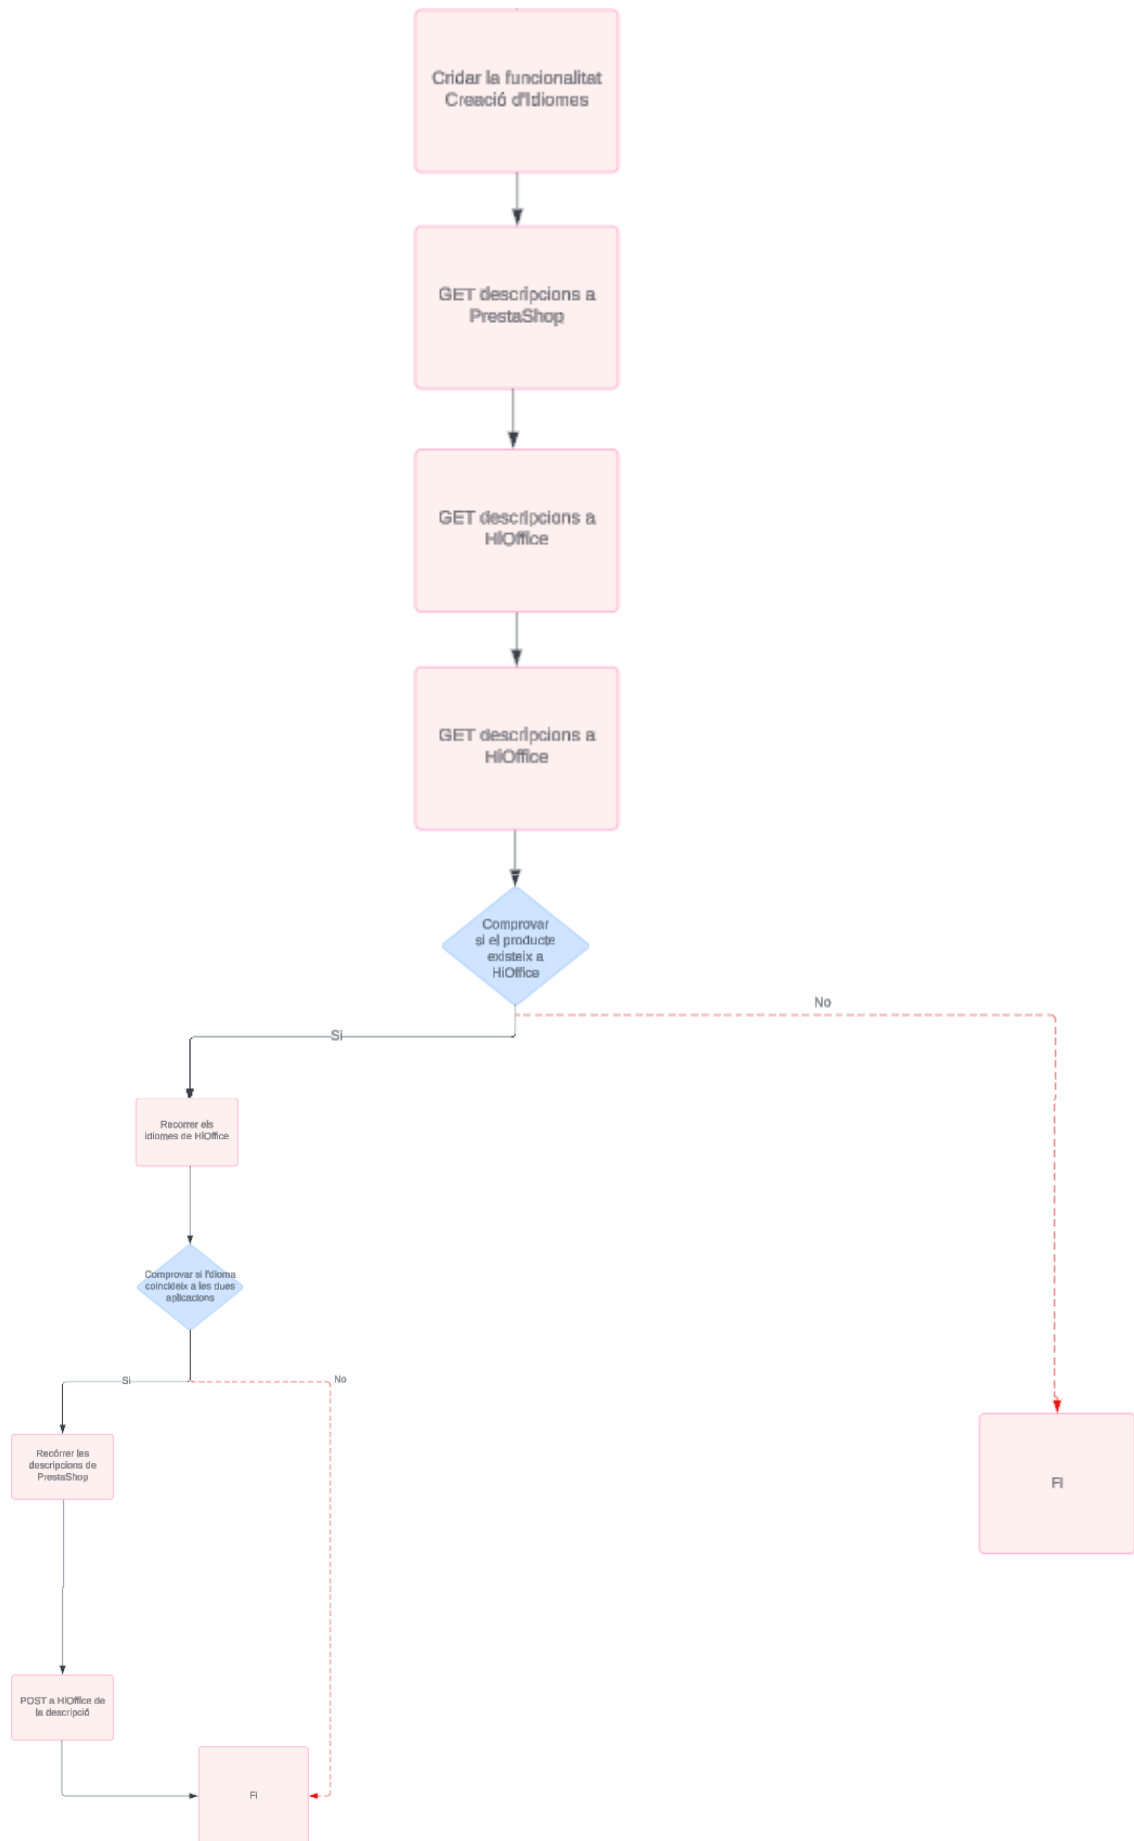 Cridar la funcionalitat
Creació d'Idiomes
GET descripcions a
PrestaShop
GET descripcions a
HiOffice
GET descripcions a
HiOffice
Comprovar
si el producte
existeix a
HiOffice
No
Si
Recorrer els
idiomes de HiOffice
Comprovar si l'idioma
coincideix a les dues
aplicacions
Si
No
Recórrer les
descripcions de
PrestaShop
Fi
POST a HiOffice de
la descripció
Fi